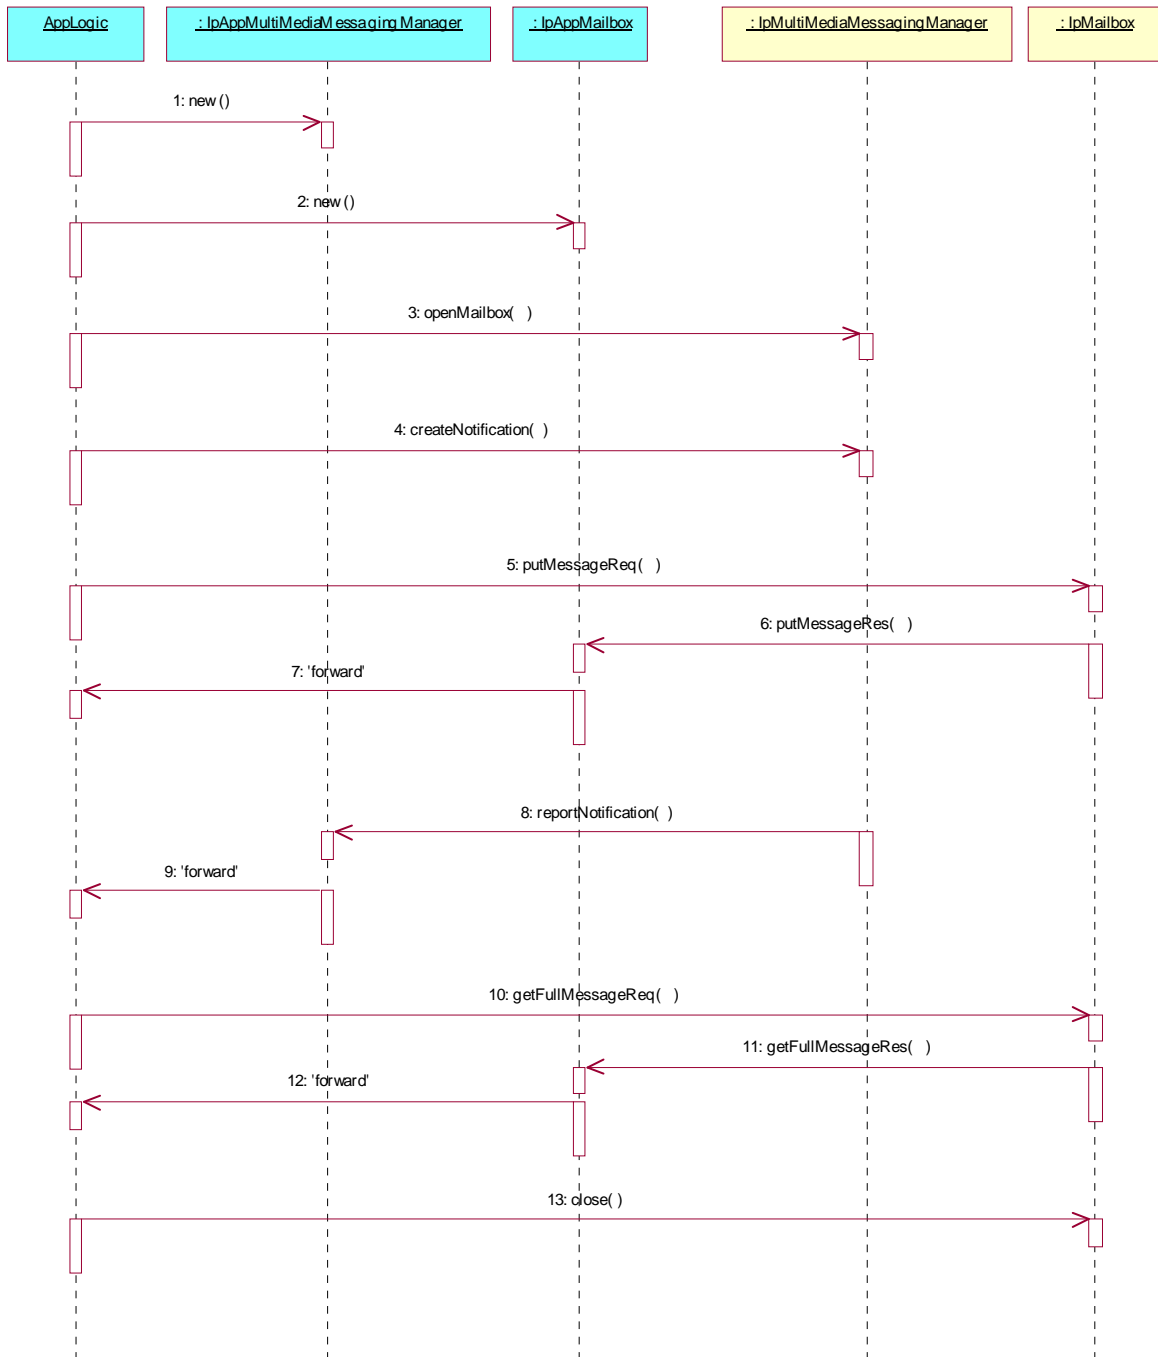 AppLogic
: IpAppMultiMediaMessagingManager
: IpAppMailbox
: IpMultiMediaMessagingManager
: IpMailbox
1: new()
2: new()
3: openMailbox( )
4: createNotification( )
5: putMessageReq( )
6: putMessageRes( )
7: 'forward'
8: reportNotification( )
9: 'forward'
10: getFullMessageReq( )
11: getFullMessageRes( )
12: 'forward'
13: close( )